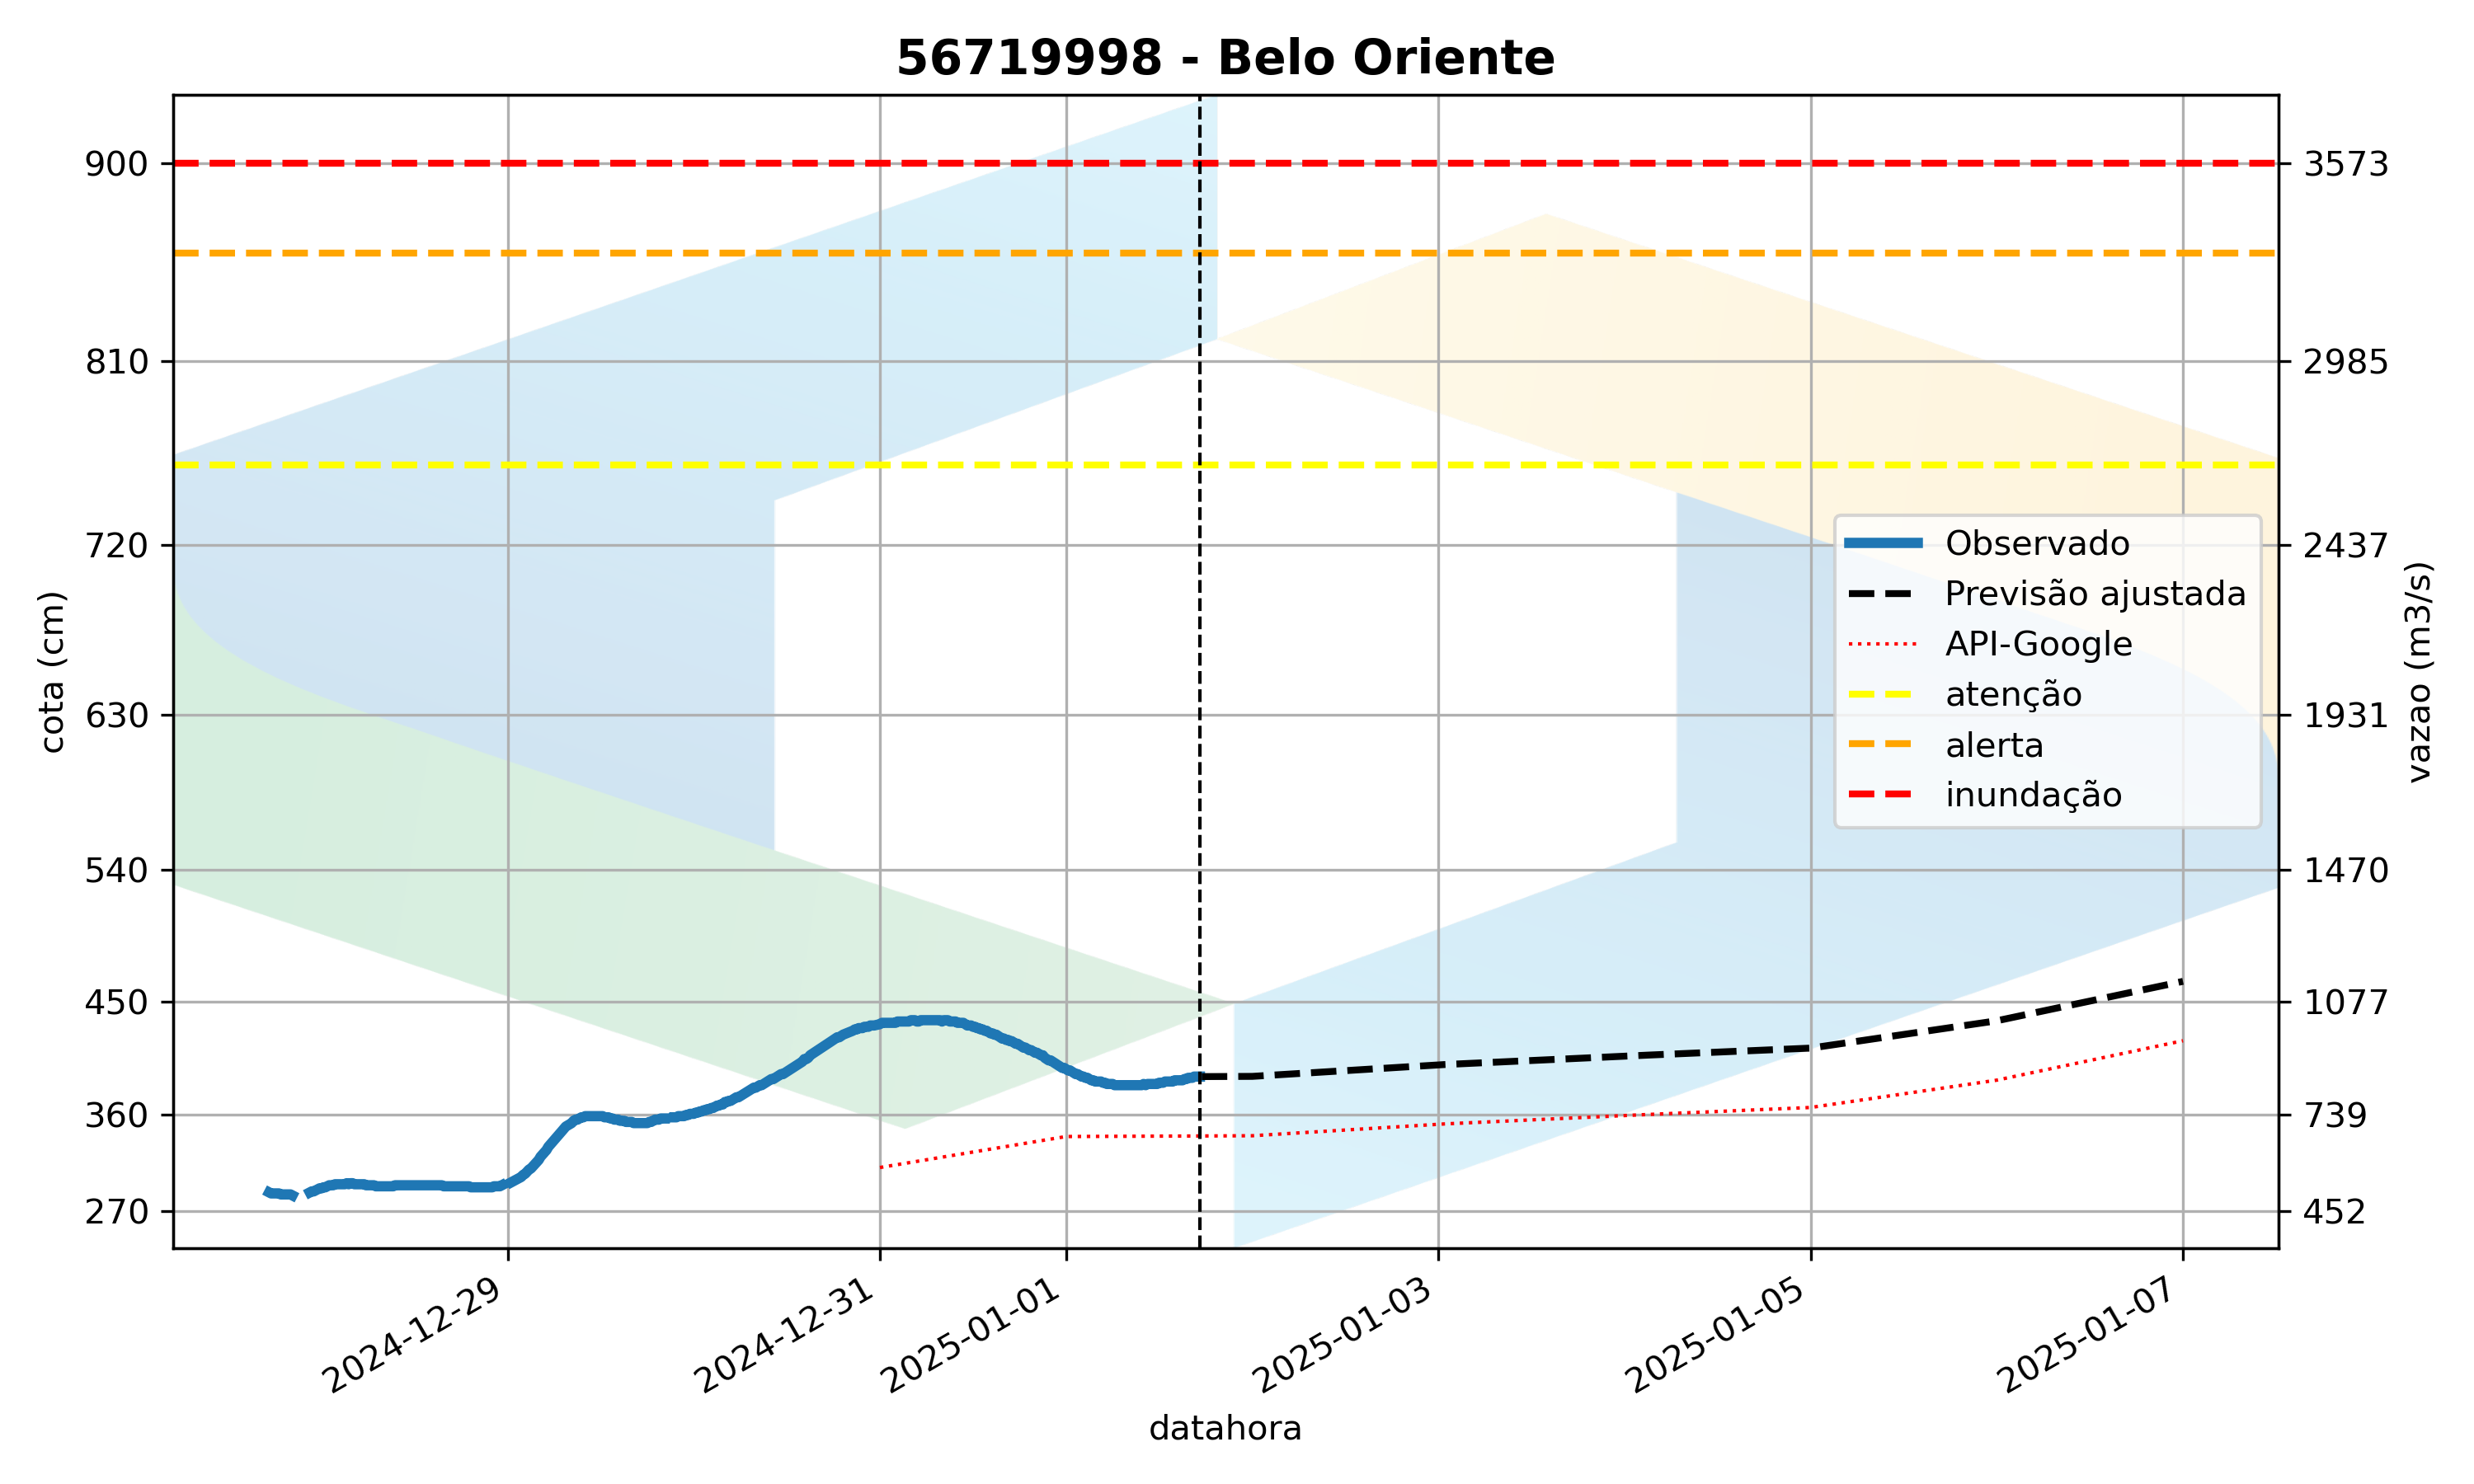 56719998 - Belo Oriente
cota (cm)
900
810
720
630
540
450
360
270
3573
2985
2437
1931
1470
1077
739
452
vazao (m3/s)
Observado
Previsão ajustada
API-Google
atenção
alerta
inundação
2024-12-29
2024-12-31
2025-01-01
2025-01-03
2025-01-05
2025-01-07
datahora